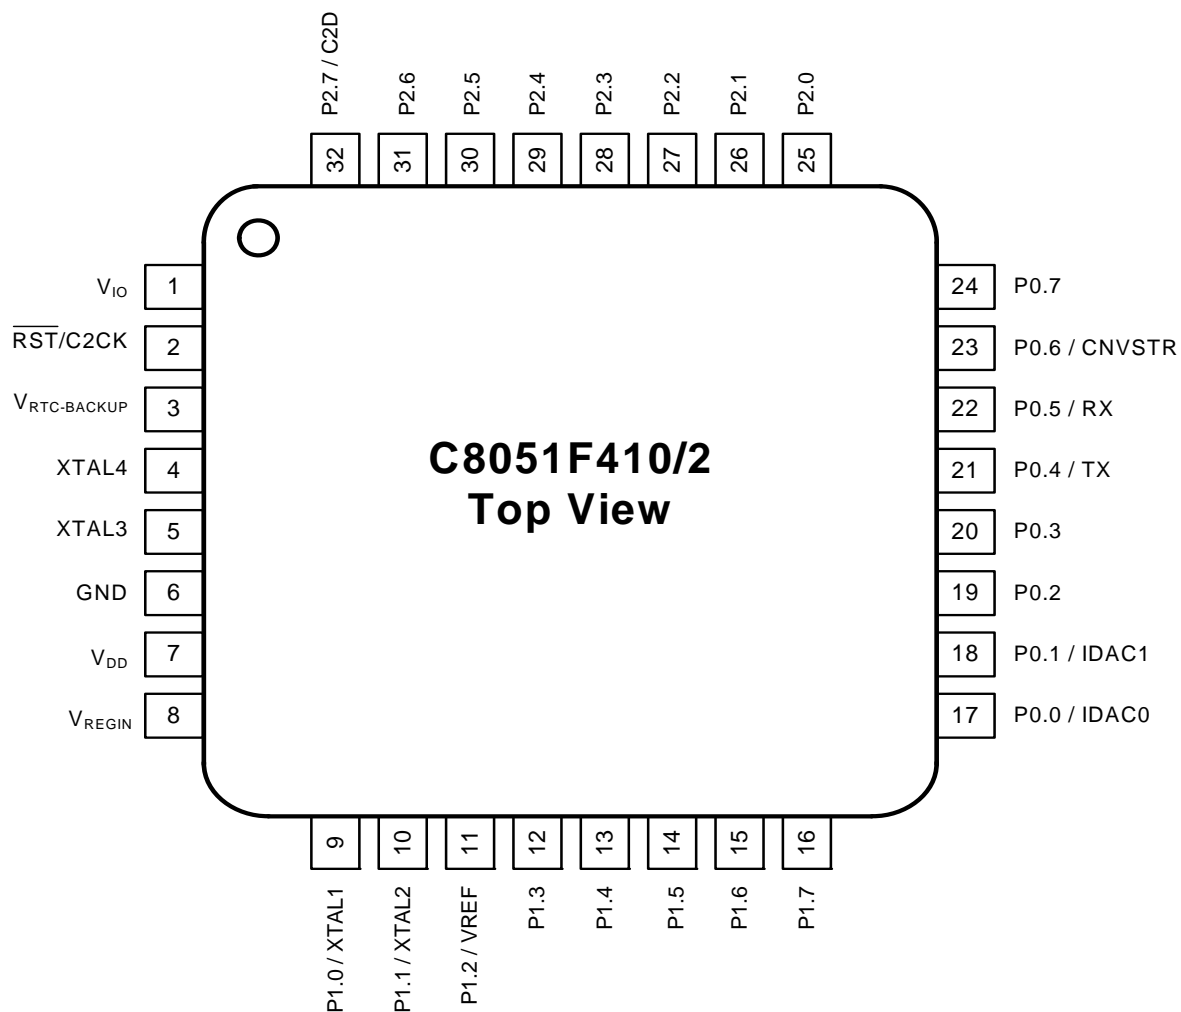 P2.7 / C2D
P2.6
P2.5
P2.4
P2.3
P2.2
P2.1
P2.0
32
31
30
29
28
27
26
25
VIO 1
RST/C2CK 2
VRTC-BACKUP 3
XTAL4 4
XTAL3 5
GND 6
VDD 7
VREGIN 8
C8051F410/2
Top View
24 P0.7
23 P0.6 / CNVSTR
22 P0.5 / RX
21 P0.4 / TX
20 P0.3
19 P0.2
18 P0.1 / IDAC1
17 P0.0 / IDAC0
9
10
11
12
13
14
15
16
P1.0 / XTAL1
P1.1 / XTAL2
P1.2 / VREF
P1.3
P1.4
P1.5
P1.6
P1.7